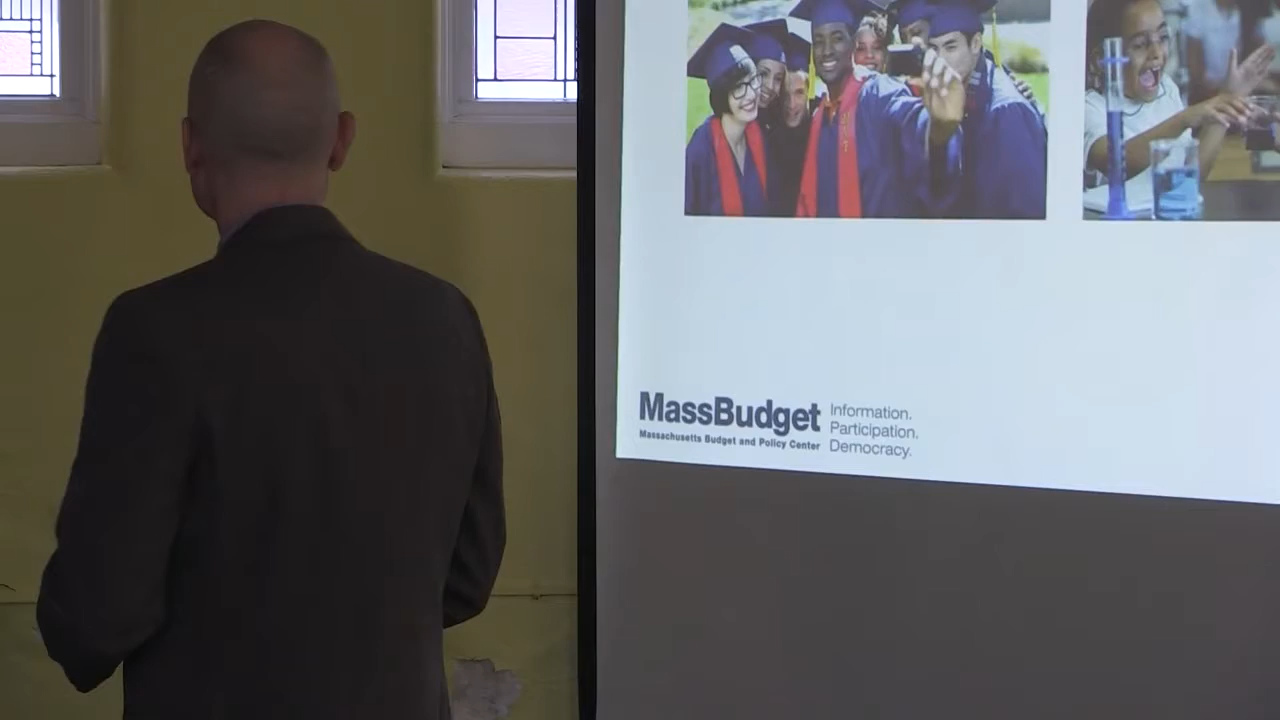 MassBudget
Massachusetts Budget and Policy Center
Information.
Participation.
Democracy.